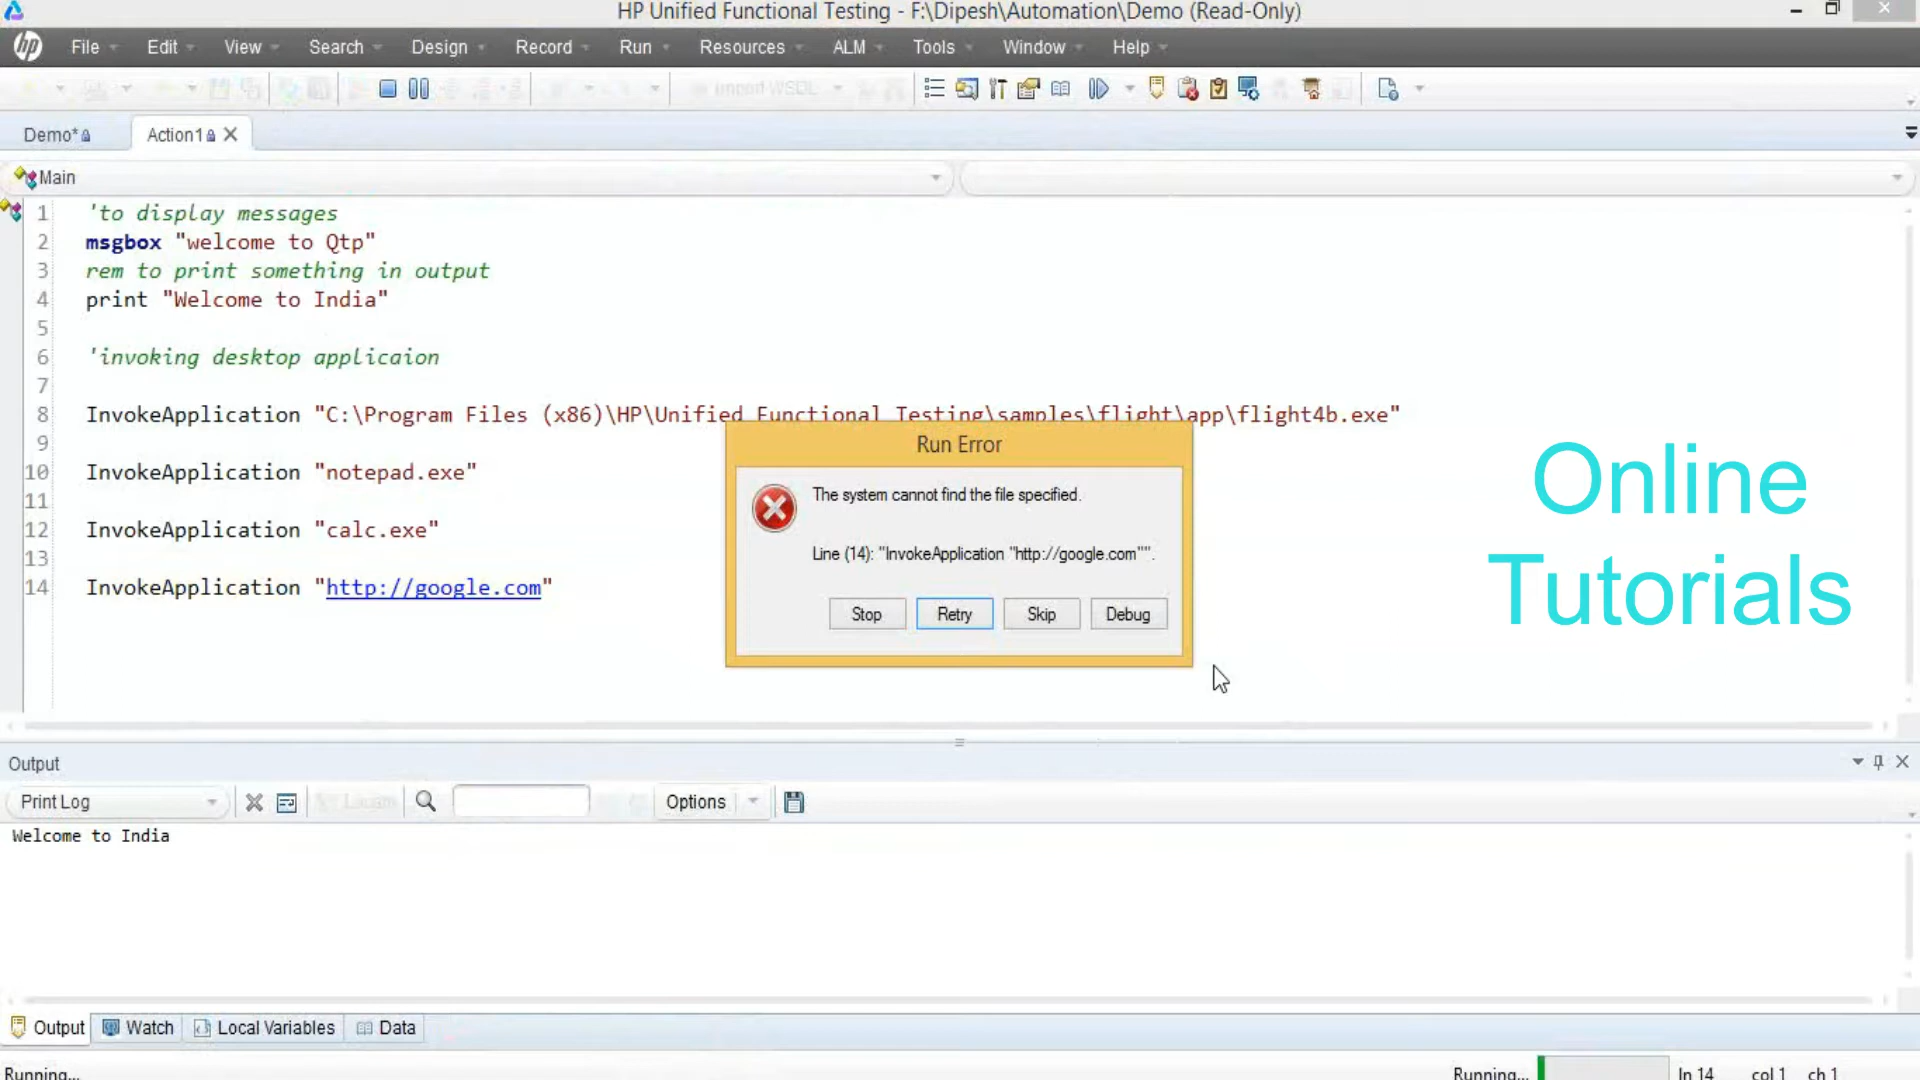 HP Unified Functional Testing - F:\Dipesh\Automation\Demo (Read-Only)
hp File Edit View Search Design Record Run Resources ALM Tools Window Help
Import WSDL
Demo* Action1
Main
1 'to display messages
2 msgbox "welcome to Qtp"
3 rem to print something in output
4 print "Welcome to India"
5
6 'invoking desktop applicaion
7
8 InvokeApplication "C:\Program Files (x86)\HP\Unified Functional Testing\samples\flight\app\flight4b.exe"
9
10 InvokeApplication "notepad.exe"
11
12 InvokeApplication "calc.exe"
13
14 InvokeApplication "http://google.com"
Run Error
The system cannot find the file specified.
Line (14): "InvokeApplication "http://google.com"".
Stop Retry Skip Debug
Online
Tutorials
Output
Print Log Options
Welcome to India
Output Watch Local Variables Data
Running... Running... ln 14 col 1 ch 1